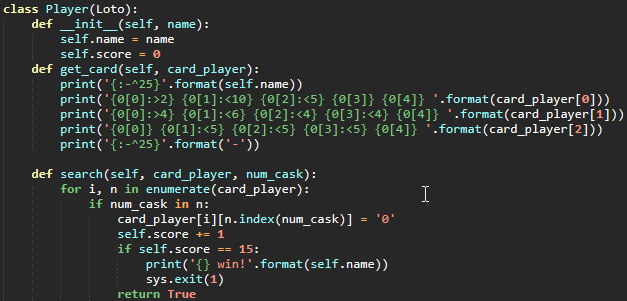 class Player(Loto):
    def __init__(self, name):
        self.name = name
        self.score = 0
    def get_card(self, card_player):
        print('{:-^25}'.format(self.name))
        print('{0[0]:>2} {0[1]:<10} {0[2]:<5} {0[3]} {0[4]} '.format(card_player[0]))
        print('{0[0]:>4} {0[1]:<6} {0[2]:<4} {0[3]:<4} {0[4]} '.format(card_player[1]))
        print('{0[0]} {0[1]:<5} {0[2]:<5} {0[3]:<5} {0[4]} '.format(card_player[2]))
        print('{:-^25}'.format('-'))

    def search(self, card_player, num_cask):
        for i, n in enumerate(card_player):
            if num_cask in n:
                card_player[i][n.index(num_cask)] = '0'
                self.score += 1
                if self.score == 15:
                    print('{} win!'.format(self.name))
                    sys.exit(1)
                return True